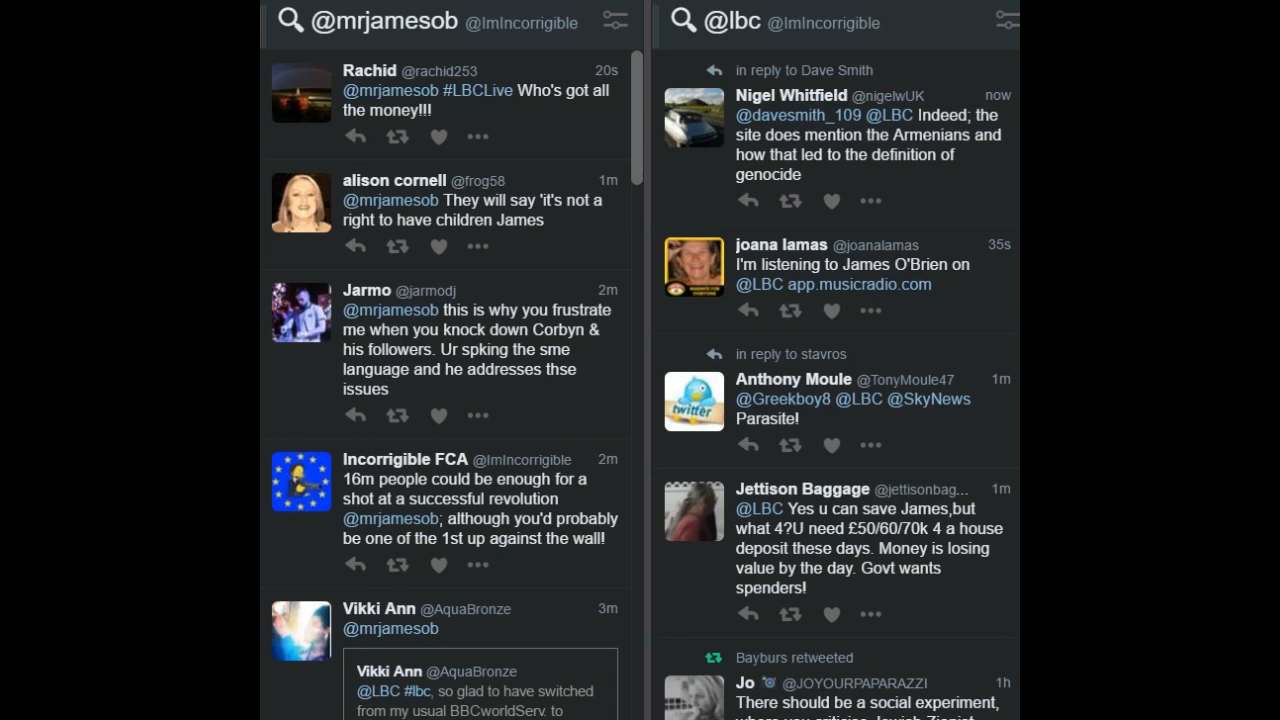 @mrjamesob @ImIncorrigible
Rachid @rachid253 20s
@mrjamesob #LBCLive Who's got all
the money!!!
alison cornell @frog58 1m
@mrjamesob They will say 'it's not a
right to have children James
Jarmo @jarmodj 2m
@mrjamesob this is why you frustrate
me when you knock down Corbyn &
his followers. Ur spking the sme
language and he addresses thse
issues
Incorrigible FCA @ImIncorrigible 2m
16m people could be enough for a
shot at a successful revolution
@mrjamesob; although you'd probably
be one of the 1st up against the wall!
Vikki Ann @AquaBronze 3m
@mrjamesob
Vikki Ann @AquaBronze
@LBC #lbc, so glad to have switched
from my usual BBCworldServ. to
@lbc @ImIncorrigible
in reply to Dave Smith
Nigel Whitfield @nigelwUK now
@davesmith_109 @LBC Indeed; the
site does mention the Armenians and
how that led to the definition of
genocide
joana lamas @joanalamas 35s
I'm listening to James O'Brien on
@LBC app.musicradio.com
in reply to stavros
Anthony Moule @TonyMoule47 1m
@Greekboy8 @LBC @SkyNews
Parasite!
twitter
Jettison Baggage @jettisonbag... 1m
@LBC Yes u can save James,but
what 4?U need £50/60/70k 4 a house
deposit these days. Money is losing
value by the day. Govt wants
spenders!
Bayburs retweeted
Jo @JOYOURPAPARAZZI 1h
There should be a social experiment,
where you criticise Jewish Zionist